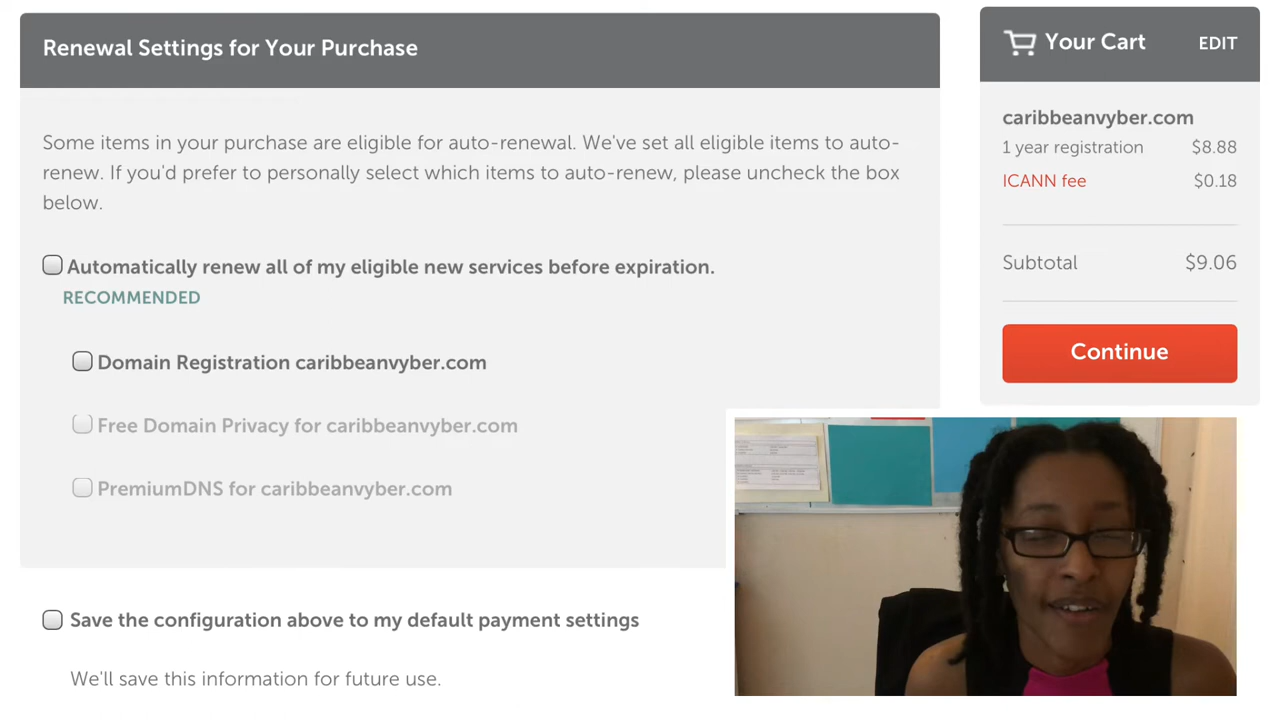 Renewal Settings for Your Purchase
Some items in your purchase are eligible for auto-renewal. We've set all eligible items to auto-
renew. If you'd prefer to personally select which items to auto-renew, please uncheck the box
below.
Automatically renew all of my eligible new services before expiration.
RECOMMENDED
Domain Registration caribbeanvyber.com
Free Domain Privacy for caribbeanvyber.com
PremiumDNS for caribbeanvyber.com
Save the configuration above to my default payment settings
We'll save this information for future use.
Your Cart EDIT
caribbeanvyber.com
1 year registration $8.88
ICANN fee $0.18
Subtotal $9.06
Continue